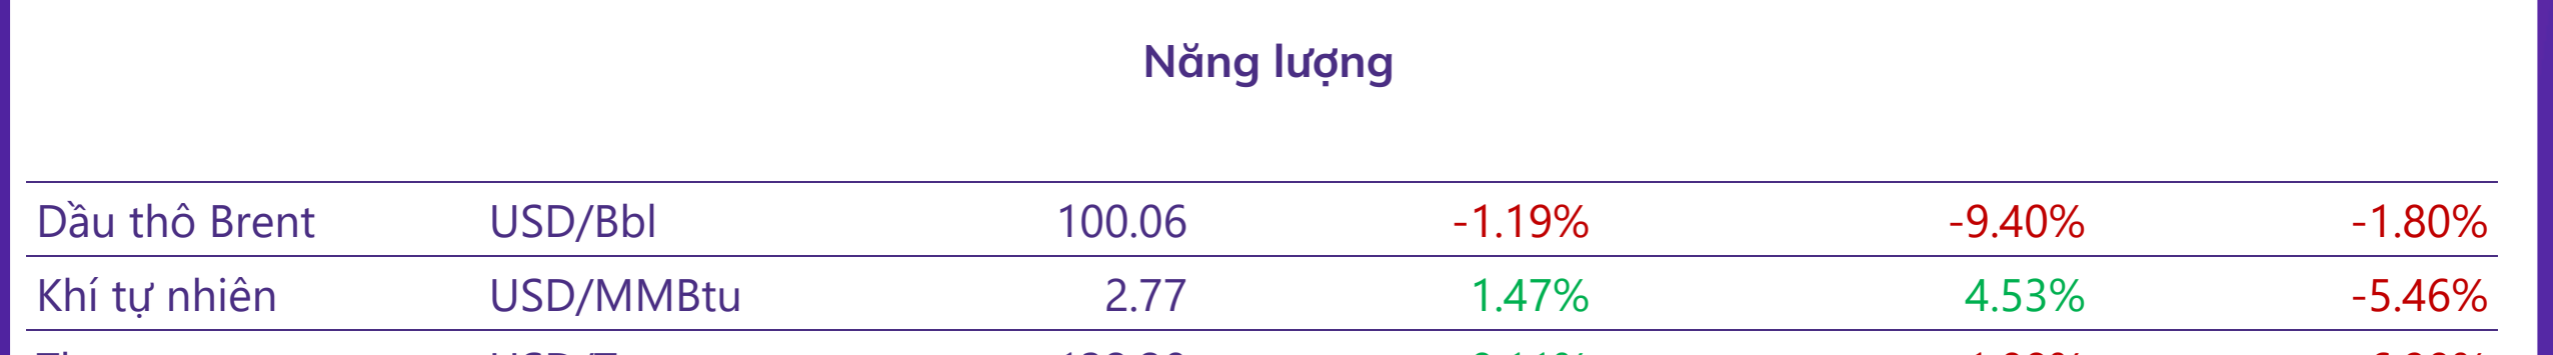 Năng lượng
Dầu thô Brent USD/Bbl 100.06 -1.19% -9.40% -1.80%
Khí tự nhiên USD/MMBtu 2.77 1.47% 4.53% -5.46%